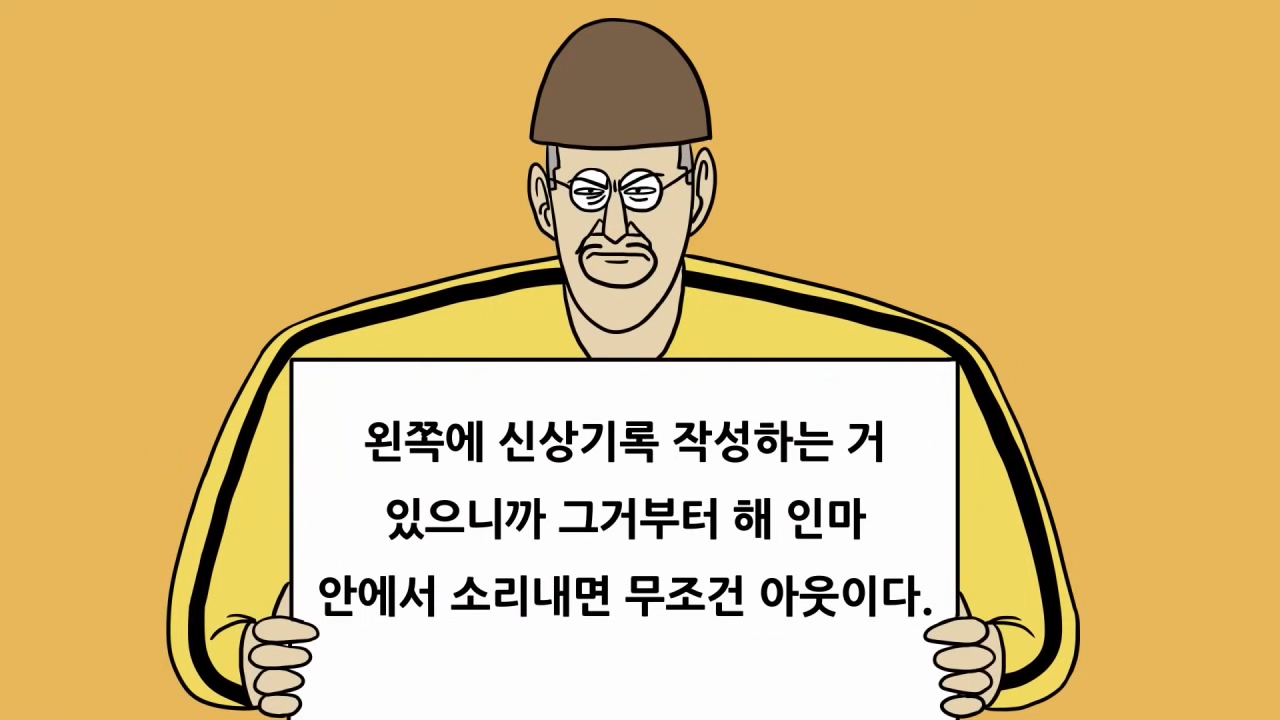 왼쪽에 신상기록 작성하는 거
있으니까 그거부터 해 인마
안에서 소리내면 무조건 아웃이다.